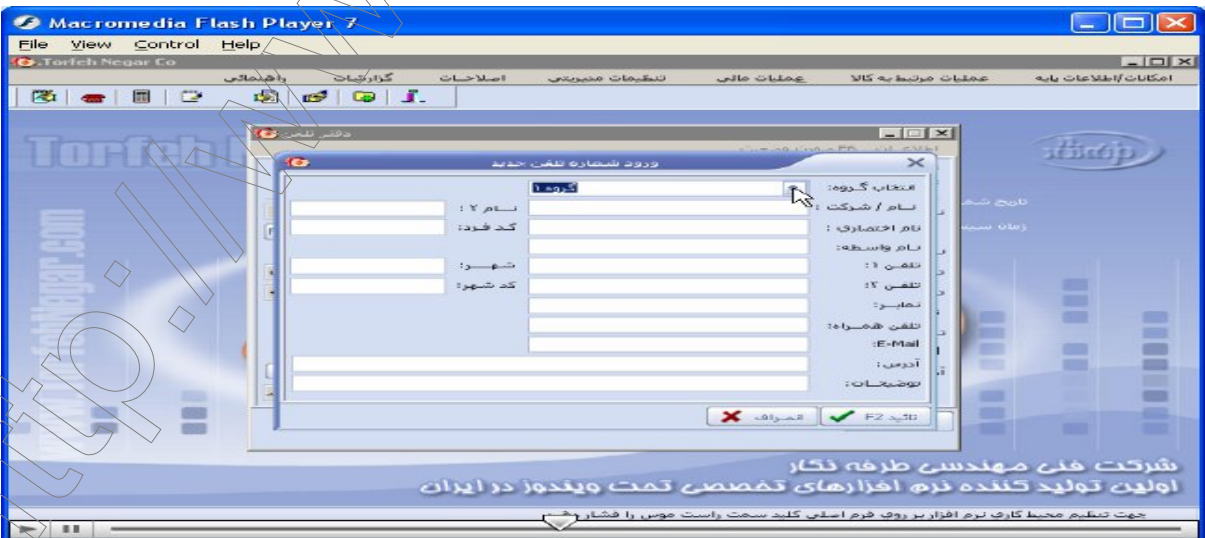 Macromedia Flash Player 7
File View Control Help
.Torfeh Negar Co
امکانات/اطلاعات پایه عملیات مرتبط به کالا عملیات مالی تنظیمات مدیریتی اصلاحات گزارشات راهنمائی
دفتر تلفن
ورود شماره تلفن جدید
انتخاب گروه: گروه ۱
نام / شرکت : نام ۲ :
نام اختصاری : کد فرد:
نام واسطه:
تلفن ۱: شهر:
تلفن ۲: کد شهر:
نمابر:
تلفن همراه:
E-Mail:
آدرس:
توضیحات:
تائید F2 انصراف
www.TorfehNegar.com
شرکت فنی مهندسی طرفه نگار
اولین تولید کننده نرم افزارهای تخصصی تحت ویندوز در ایران
جهت تنظیم محیط کاری نرم افزار بر روی فرم اصلی کلید سمت راست موس را فشار